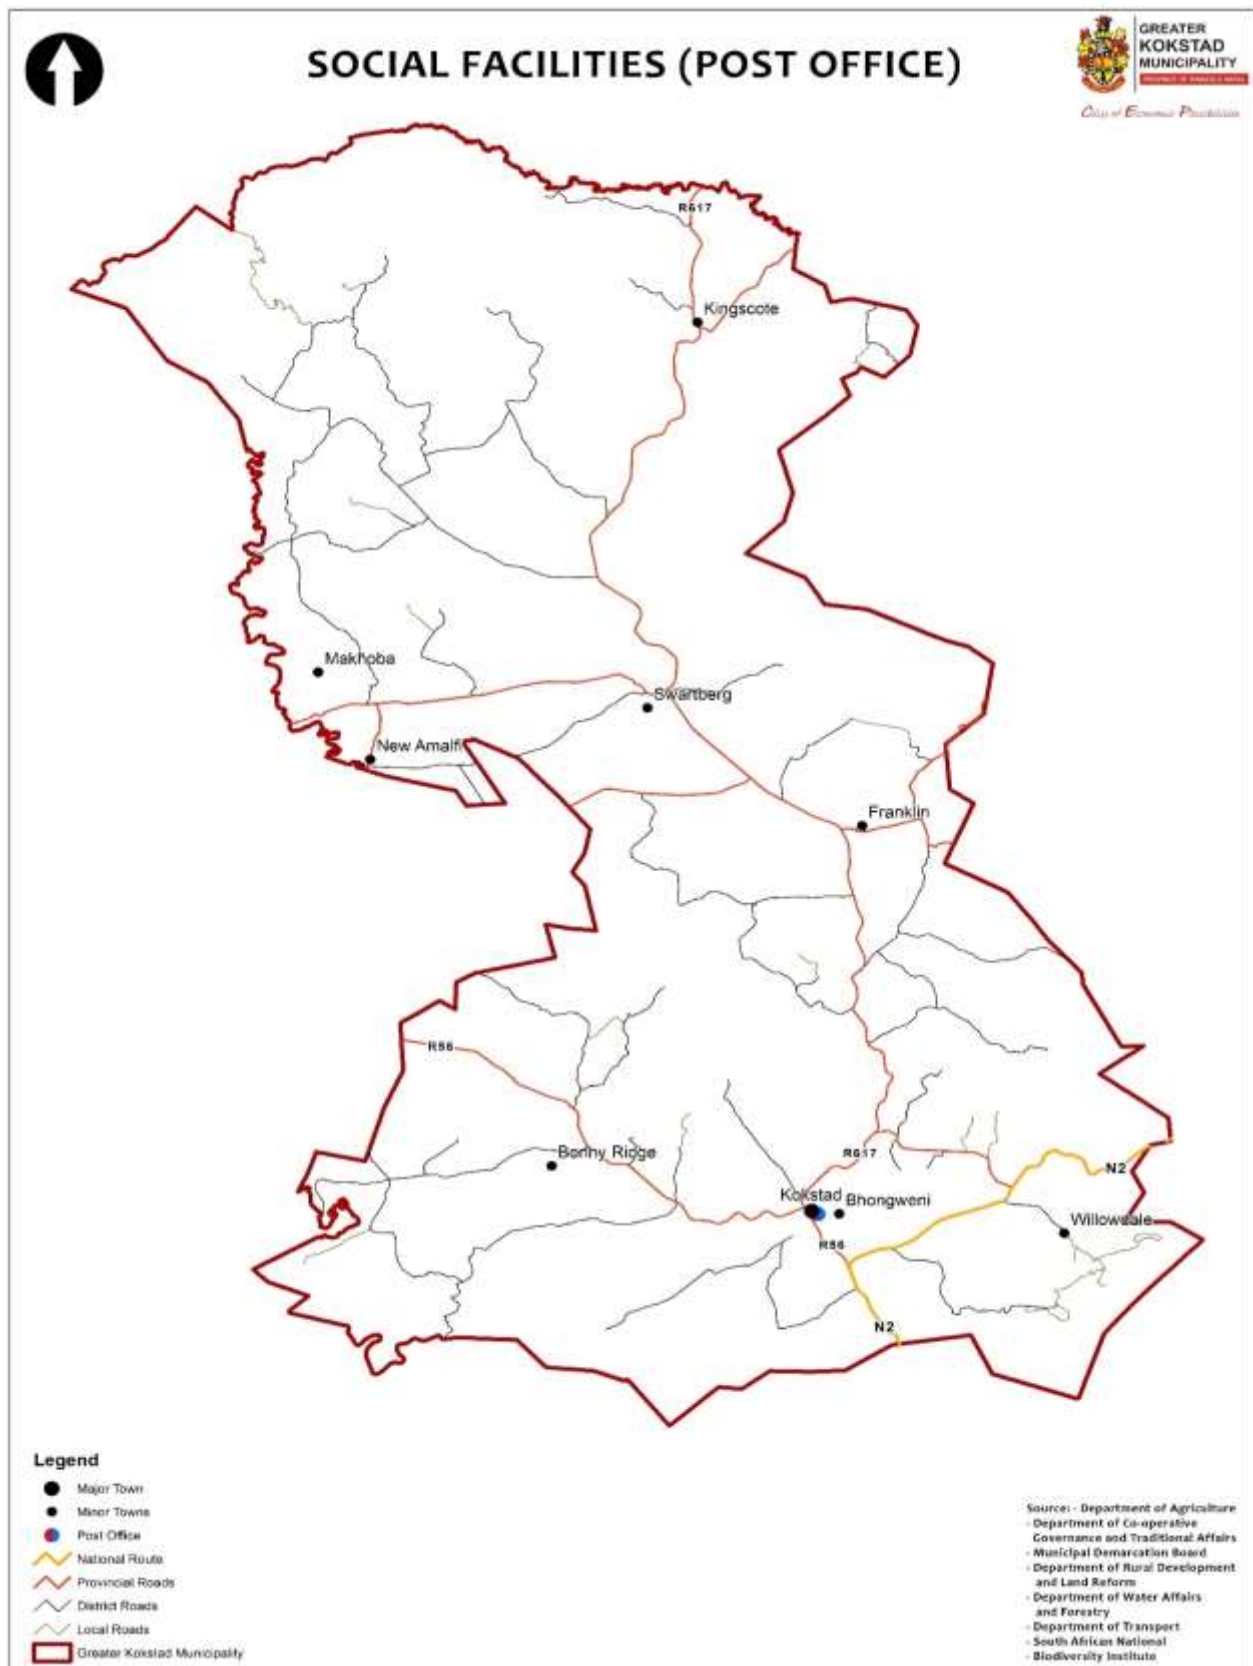 SOCIAL FACILITIES (POST OFFICE)
GREATER
KOKSTAD
MUNICIPALITY
R617
Kingscote
Makhoba
Swartberg
New Amalfi
Franklin
R56
Bonny Ridge
R617
Kokstad
Bhongweni
N2
Willowdale
R56
N2
Legend
Major Town
Minor Towns
Post Office
National Route
Provincial Roads
District Roads
Local Roads
Greater Kokstad Municipality
Source: - Department of Agriculture
- Department of Co-operative
Governance and Traditional Affairs
- Municipal Demarcation Board
- Department of Rural Development
and Land Reform
- Department of Water Affairs
and Forestry
- Department of Transport
- South African National
- Biodiversity Institute